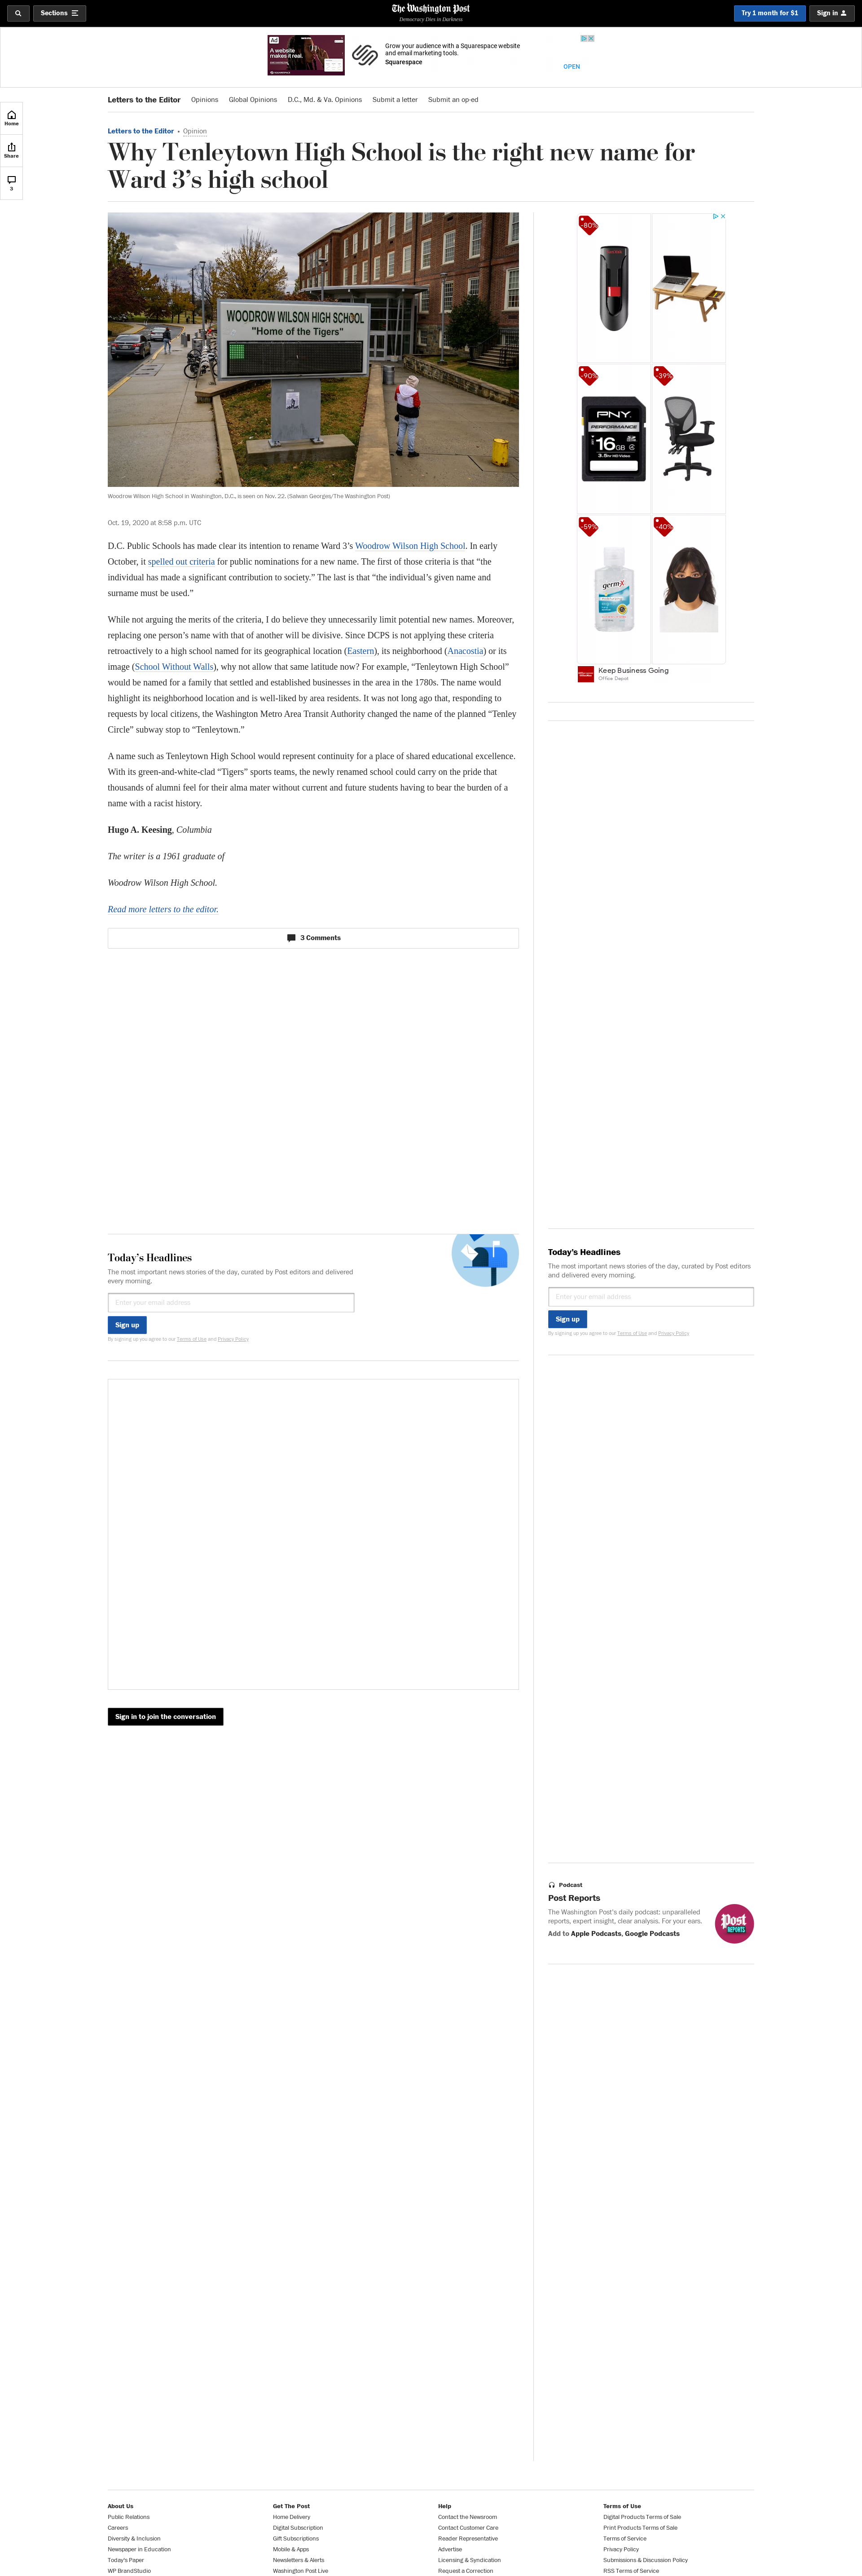 Sections
The Washington Post
Democracy Dies in Darkness
Try 1 month for $1
Sign in
Ad
A website makes it real.
Grow your audience with a Squarespace website
and email marketing tools.
Squarespace
OPEN
Home
Share
3
Letters to the Editor
Opinions
Global Opinions
D.C., Md. & Va. Opinions
Submit a letter
Submit an op-ed
Letters to the Editor • Opinion
Why Tenleytown High School is the right new name for
Ward 3’s high school
WOODROW WILSON HIGH SCHOOL
"Home of the Tigers"
Woodrow Wilson High School in Washington, D.C., is seen on Nov. 22. (Salwan Georges/The Washington Post)
Oct. 19, 2020 at 8:58 p.m. UTC
D.C. Public Schools has made clear its intention to rename Ward 3’s Woodrow Wilson High School. In early
October, it spelled out criteria for public nominations for a new name. The first of those criteria is that “the
individual has made a significant contribution to society.” The last is that “the individual’s given name and
surname must be used.”
While not arguing the merits of the criteria, I do believe they unnecessarily limit potential new names. Moreover,
replacing one person’s name with that of another will be divisive. Since DCPS is not applying these criteria
retroactively to a high school named for its geographical location (Eastern), its neighborhood (Anacostia) or its
image (School Without Walls), why not allow that same latitude now? For example, “Tenleytown High School”
would be named for a family that settled and established businesses in the area in the 1780s. The name would
highlight its neighborhood location and is well-liked by area residents. It was not long ago that, responding to
requests by local citizens, the Washington Metro Area Transit Authority changed the name of the planned “Tenley
Circle” subway stop to “Tenleytown.”
A name such as Tenleytown High School would represent continuity for a place of shared educational excellence.
With its green-and-white-clad “Tigers” sports teams, the newly renamed school could carry on the pride that
thousands of alumni feel for their alma mater without current and future students having to bear the burden of a
name with a racist history.
Hugo A. Keesing, Columbia
The writer is a 1961 graduate of
Woodrow Wilson High School.
Read more letters to the editor.
3 Comments
-80%
-90%
-39%
PNY
PERFORMANCE
16GB
-59%
-40%
germ-x
Keep Business Going
Office Depot
Today’s Headlines
The most important news stories of the day, curated by Post editors and delivered
every morning.
Enter your email address
Sign up
By signing up you agree to our Terms of Use and Privacy Policy
Today’s Headlines
The most important news stories of the day, curated by Post editors
and delivered every morning.
Enter your email address
Sign up
By signing up you agree to our Terms of Use and Privacy Policy
Sign in to join the conversation
Podcast
Post Reports
The Washington Post's daily podcast: unparalleled
reports, expert insight, clear analysis. For your ears.
Add to Apple Podcasts, Google Podcasts
Post
REPORTS
About Us
Public Relations
Careers
Diversity & Inclusion
Newspaper in Education
Today's Paper
WP BrandStudio
Get The Post
Home Delivery
Digital Subscription
Gift Subscriptions
Mobile & Apps
Newsletters & Alerts
Washington Post Live
Help
Contact the Newsroom
Contact Customer Care
Reader Representative
Advertise
Licensing & Syndication
Request a Correction
Terms of Use
Digital Products Terms of Sale
Print Products Terms of Sale
Terms of Service
Privacy Policy
Submissions & Discussion Policy
RSS Terms of Service